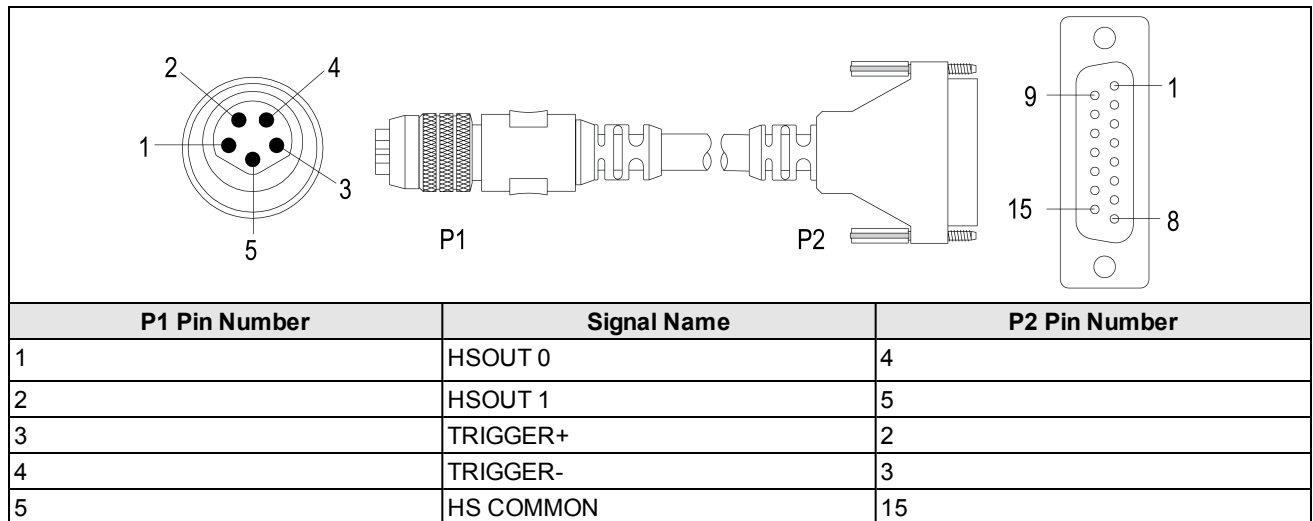 2
4
1
3
5
P1
P2
9
1
15
8
P1 Pin Number Signal Name P2 Pin Number
1 HSOUT 0 4
2 HSOUT 1 5
3 TRIGGER+ 2
4 TRIGGER- 3
5 HS COMMON 15